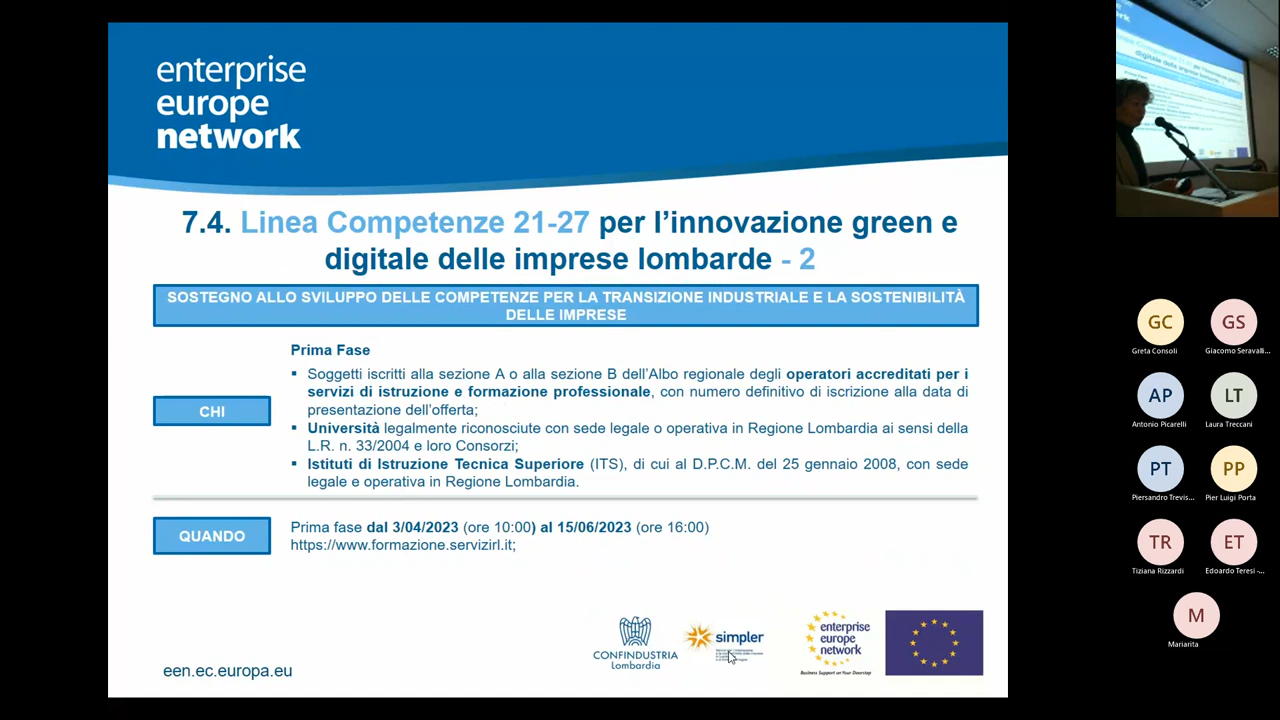 enterprise
europe
network
7.4. Linea Competenze 21-27 per l'innovazione green e
digitale delle imprese lombarde - 2
SOSTEGNO ALLO SVILUPPO DELLE COMPETENZE PER LA TRANSIZIONE INDUSTRIALE E LA SOSTENIBILITÀ
DELLE IMPRESE
CHI
Prima Fase
▪ Soggetti iscritti alla sezione A o alla sezione B dell'Albo regionale degli operatori accreditati per i
servizi di istruzione e formazione professionale, con numero definitivo di iscrizione alla data di
presentazione dell'offerta;
▪ Università legalmente riconosciute con sede legale o operativa in Regione Lombardia ai sensi della
L.R. n. 33/2004 e loro Consorzi;
▪ Istituti di Istruzione Tecnica Superiore (ITS), di cui al D.P.C.M. del 25 gennaio 2008, con sede
legale e operativa in Regione Lombardia.
QUANDO
Prima fase dal 3/04/2023 (ore 10:00) al 15/06/2023 (ore 16:00)
https://www.formazione.servizirl.it;
een.ec.europa.eu
CONFINDUSTRIA
Lombardia
simpler
enterprise
europe
network
Business Support on Your Doorstep
GC
Greta Consoli
GS
Giacomo Seravalli...
AP
Antonio Picarelli
LT
Laura Treccani
PT
Piersandro Trevis...
PP
Pier Luigi Porta
TR
Tiziana Rizzardi
ET
Edoardo Teresi -...
M
Mariarita